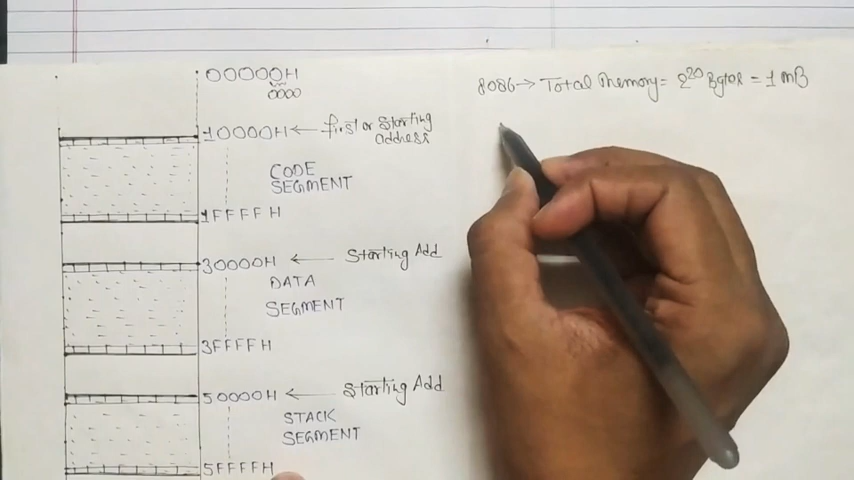 00000H
0000
8086→ Total Memory = 2^20 Bytes = 1 MB
10000H ← first or Starting
Address
CODE
SEGMENT
1FFFFH
30000H ← Starting Add
DATA
SEGMENT
3FFFFH
50000H ← Starting Add
STACK
SEGMENT
5FFFFH